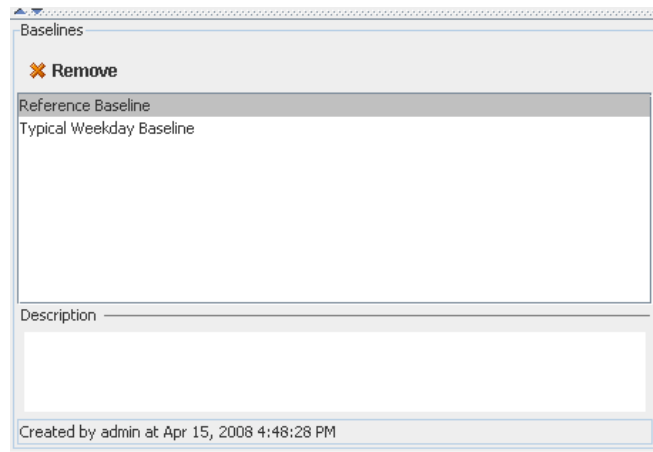 Baselines
Remove
Reference Baseline
Typical Weekday Baseline
Description
Created by admin at Apr 15, 2008 4:48:28 PM